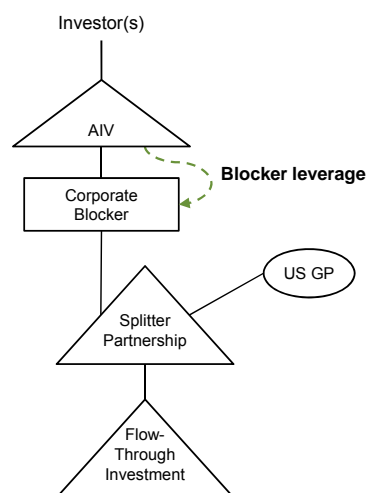 Investor(s)
AIV
Blocker leverage
Corporate
Blocker
US GP
Splitter
Partnership
Flow-
Through
Investment